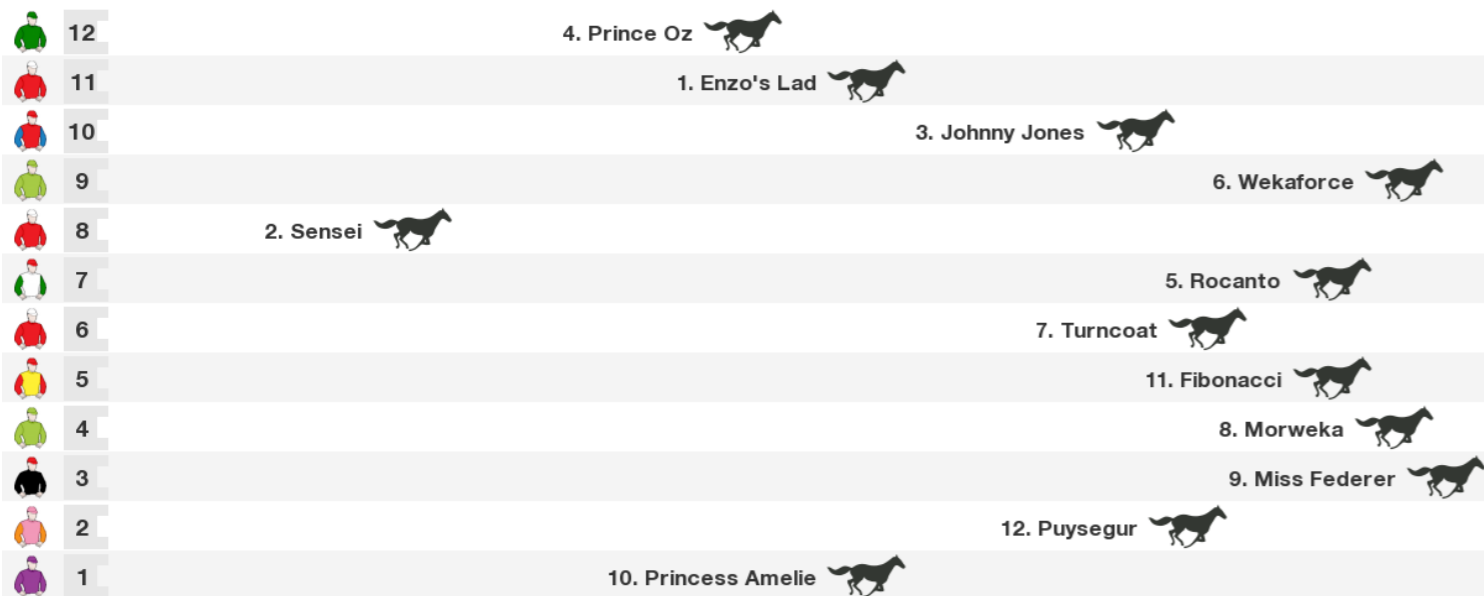 12 4. Prince Oz
11 1. Enzo's Lad
10 3. Johnny Jones
9 6. Wekaforce
8 2. Sensei
7 5. Rocanto
6 7. Turncoat
5 11. Fibonacci
4 8. Morweka
3 9. Miss Federer
2 12. Puysegur
1 10. Princess Amelie